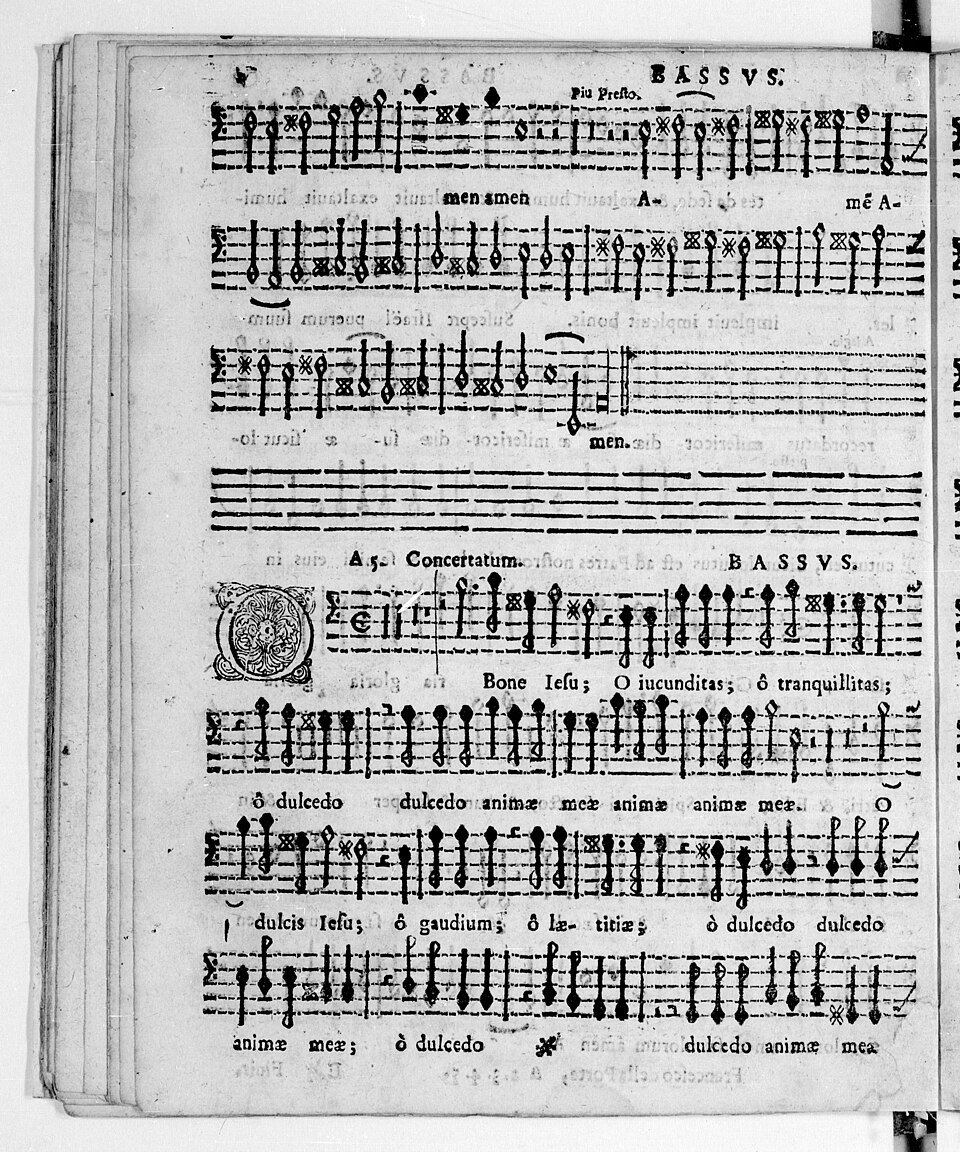 BASSVS.
Piu Presto.
men amen A- mē A-
men.
A 5. Concertatum. BASSVS.
O Bone Iesu; O iucunditas; ô tranquillitas;
ô dulcedo dulcedo animæ meæ animæ animæ meæ. O
dulcis Iesu; ô gaudium; ô læ- titiæ; ò dulcedo dulcedo
animæ meæ; ò dulcedo dulcedo animæ meæ